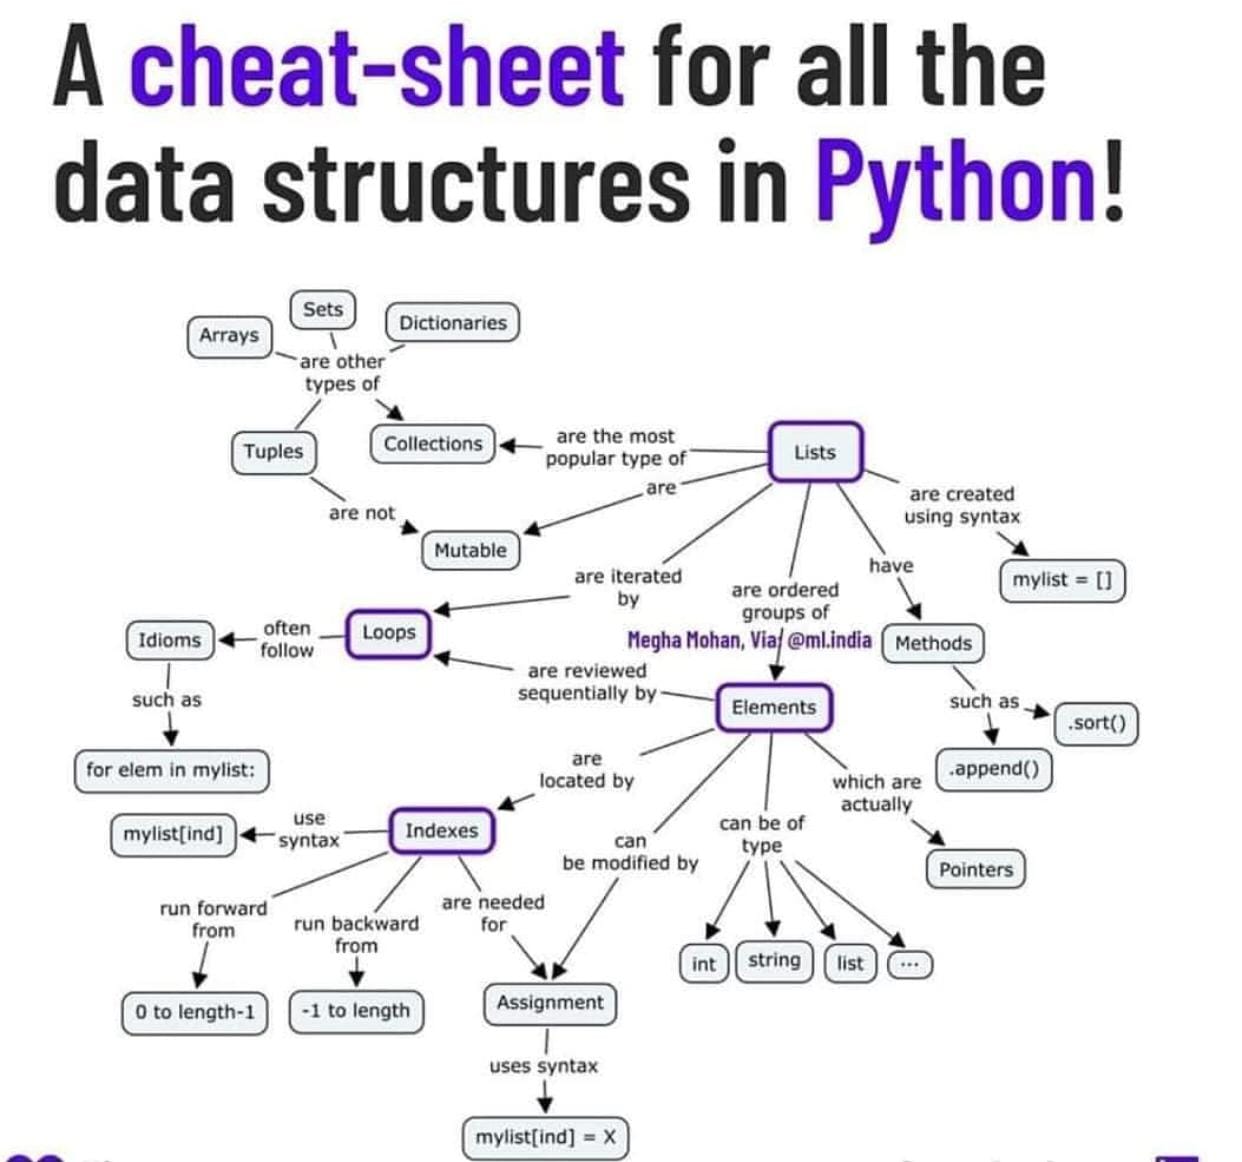 A cheat-sheet for all the
data structures in Python!
Sets
Arrays
Dictionaries
are other
types of
Tuples
Collections
are the most
popular type of
Lists
are
are not
Mutable
are created
using syntax
mylist = []
have
are iterated
by
are ordered
groups of
Idioms
often
follow
Loops
Megha Mohan, Via/ @ml.india
Methods
are reviewed
sequentially by
Elements
such as
such as
.sort()
for elem in mylist:
.append()
are
located by
which are
actually
mylist[ind]
use
syntax
Indexes
can
be modified by
can be of
type
Pointers
run forward
from
run backward
from
are needed
for
int
string
list
...
0 to length-1
-1 to length
Assignment
uses syntax
mylist[ind] = X